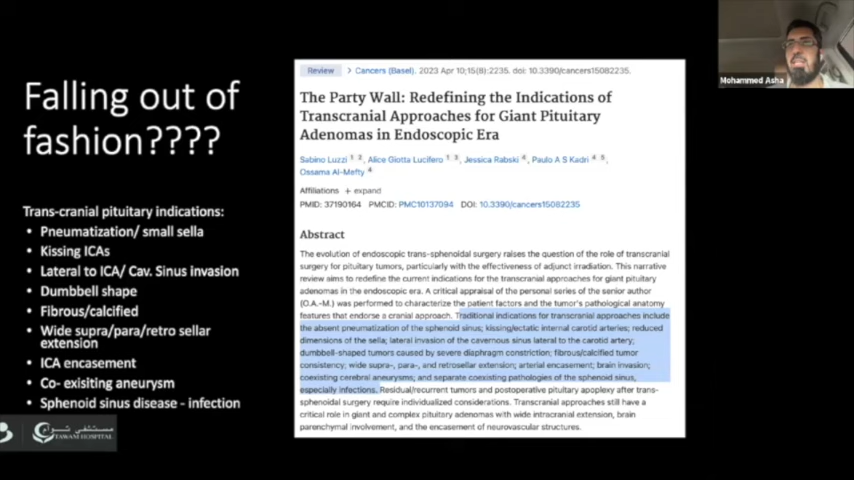 Falling out of
fashion????
Trans-cranial pituitary indications:
• Pneumatization/ small sella
• Kissing ICAs
• Lateral to ICA/ Cav. Sinus invasion
• Dumbbell shape
• Fibrous/calcified
• Wide supra/para/retro sellar
extension
• ICA encasement
• Co- exisiting aneurysm
• Sphenoid sinus disease - infection
مستشفى توام
TAWAM HOSPITAL
Review > Cancers (Basel). 2023 Apr 10;15(8):2235. doi: 10.3390/cancers15082235.
The Party Wall: Redefining the Indications of
Transcranial Approaches for Giant Pituitary
Adenomas in Endoscopic Era
Sabino Luzzi 1 2, Alice Giotta Lucifero 1 3, Jessica Rabski 4, Paulo A S Kadri 4 5,
Ossama Al-Mefty 4
Affiliations + expand
PMID: 37190164 PMCID: PMC10137094 DOI: 10.3390/cancers15082235
Abstract
The evolution of endoscopic trans-sphenoidal surgery raises the question of the role of transcranial
surgery for pituitary tumors, particularly with the effectiveness of adjunct irradiation. This narrative
review aims to redefine the current indications for the transcranial approaches for giant pituitary
adenomas in the endoscopic era. A critical appraisal of the personal series of the senior author
(O.A.-M.) was performed to characterize the patient factors and the tumor's pathological anatomy
features that endorse a cranial approach. Traditional indications for transcranial approaches include
the absent pneumatization of the sphenoid sinus; kissing/ectatic internal carotid arteries; reduced
dimensions of the sella; lateral invasion of the cavernous sinus lateral to the carotid artery;
dumbbell-shaped tumors caused by severe diaphragm constriction; fibrous/calcified tumor
consistency; wide supra-, para-, and retrosellar extension; arterial encasement; brain invasion;
coexisting cerebral aneurysms; and separate coexisting pathologies of the sphenoid sinus,
especially infections. Residual/recurrent tumors and postoperative pituitary apoplexy after trans-
sphenoidal surgery require individualized considerations. Transcranial approaches still have a
critical role in giant and complex pituitary adenomas with wide intracranial extension, brain
parenchymal involvement, and the encasement of neurovascular structures.
Mohammed Asha